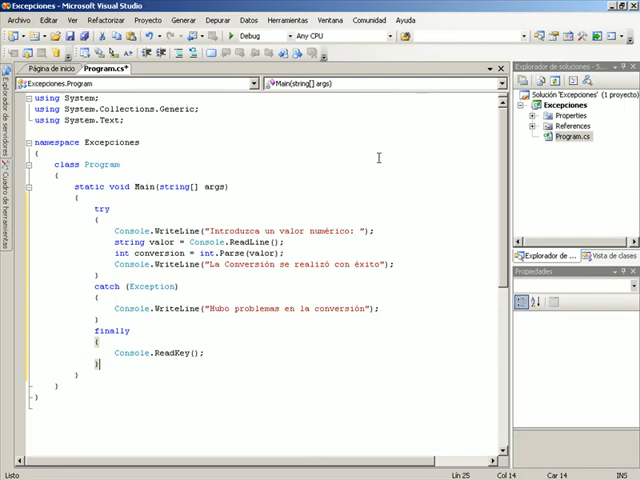 Excepciones - Microsoft Visual Studio
Archivo Editar Ver Refactorizar Proyecto Generar Depurar Datos Herramientas Ventana Comunidad Ayuda
Debug Any CPU
Página de inicio Program.cs*
Excepciones.Program Main(string[] args)
using System;
using System.Collections.Generic;
using System.Text;
namespace Excepciones
{
class Program
{
static void Main(string[] args)
{
try
{
Console.WriteLine("Introduzca un valor numérico: ");
string valor = Console.ReadLine();
int conversion = int.Parse(valor);
Console.WriteLine("La Conversión se realizó con éxito");
}
catch (Exception)
{
Console.WriteLine("Hubo problemas en la conversión");
}
finally
{
Console.ReadKey();
}
}
}
}
Explorador de servidores
Cuadro de herramientas
Explorador de soluciones - S...
Solución 'Excepciones' (1 proyecto)
Excepciones
Properties
References
Program.cs
Explorador de... Vista de clases
Propiedades
Listo Lín 25 Col 14 Car 14 INS